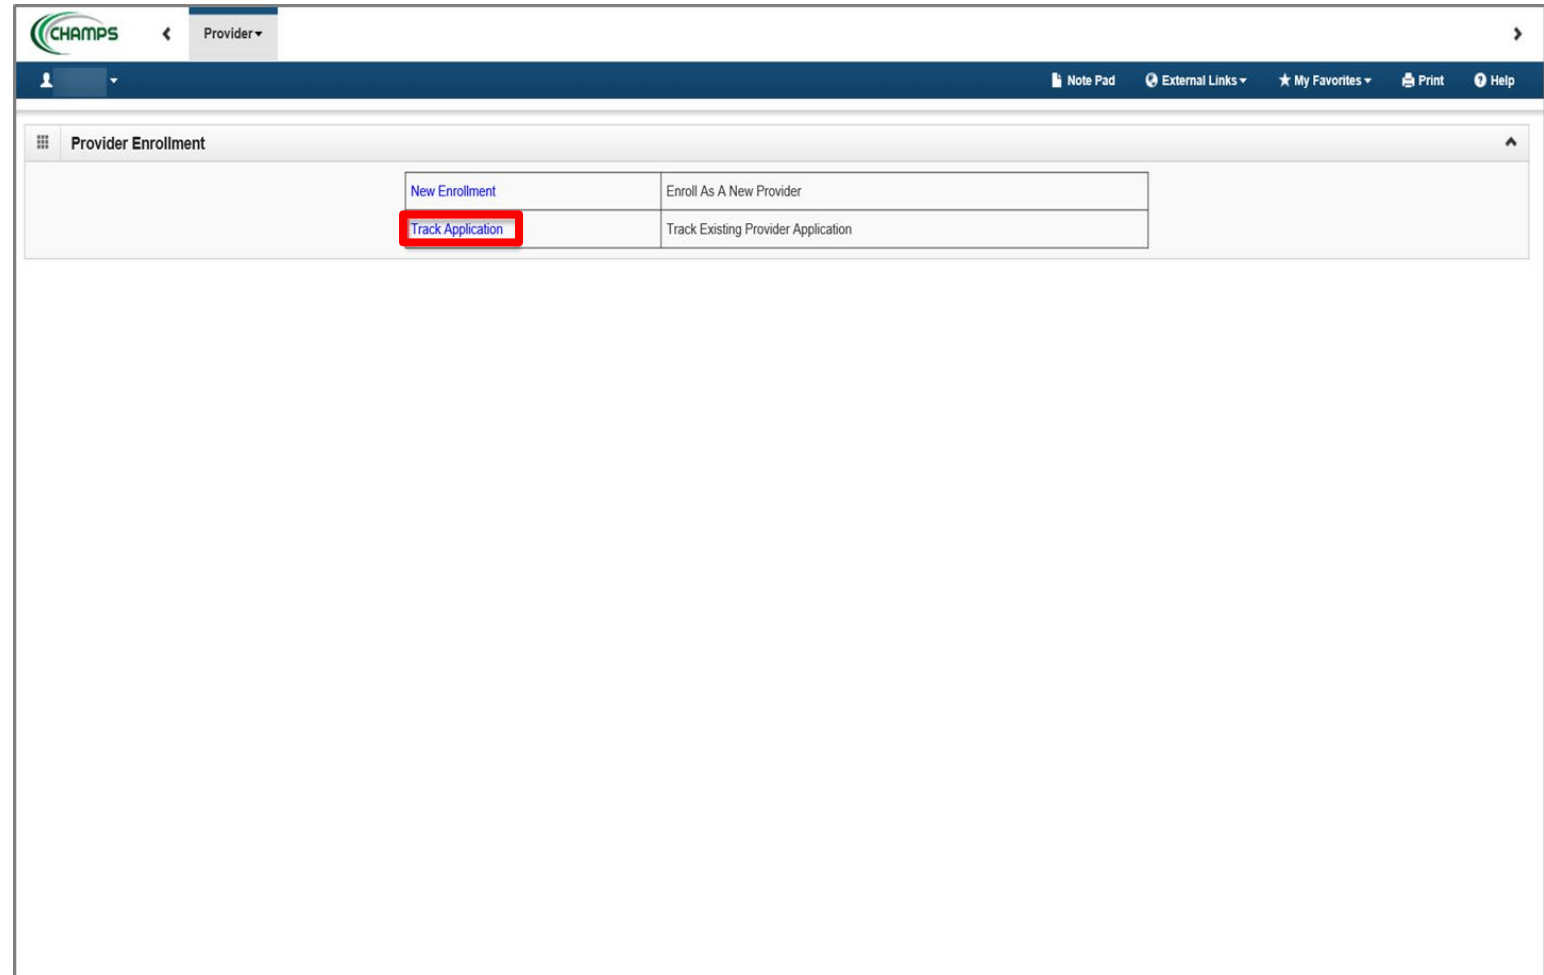 CHAMPS Provider
Note Pad External Links My Favorites Print Help
Provider Enrollment
New Enrollment Enroll As A New Provider
Track Application Track Existing Provider Application